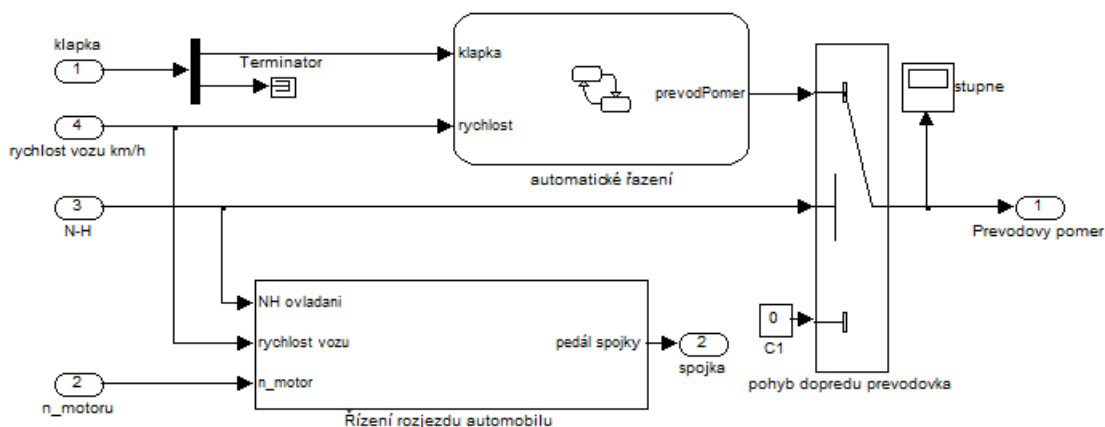 klapka
1
Terminator
klapka
prevodPomer
stupne
4
rychlost
rychlost vozu km/h
automatické řazení
3
N-H
1
Prevodovy pomer
NH ovladani
rychlost vozu
pedál spojky
2
spojka
0
C1
n_motor
2
n_motoru
pohyb dopredu prevodovka
Řízení rozjezdu automobilu